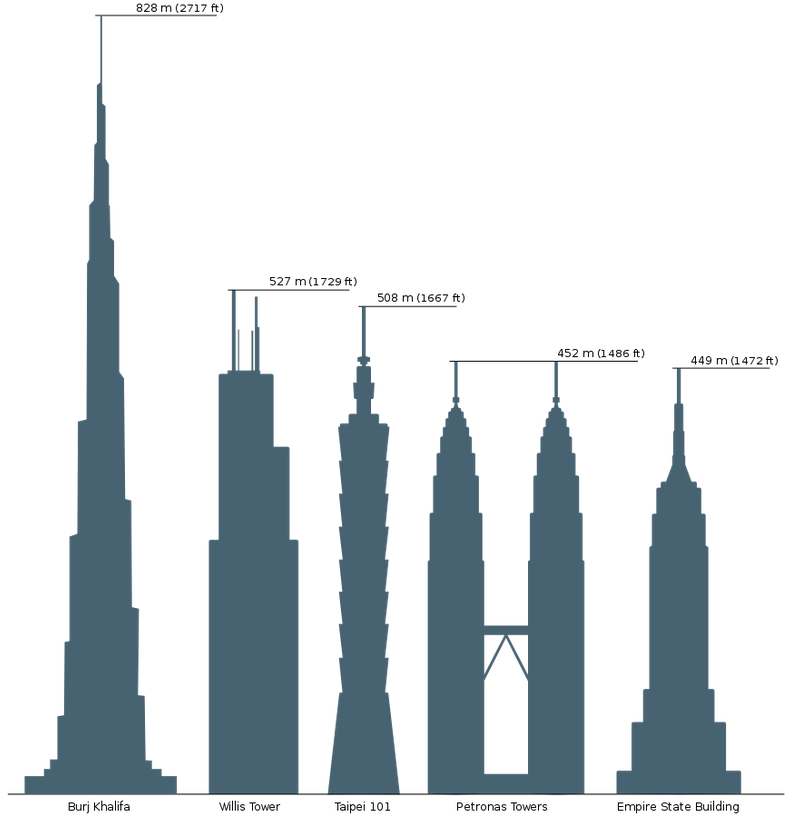 828 m (2717 ft)
527 m (1729 ft)
508 m (1667 ft)
452 m (1486 ft)
449 m (1472 ft)
Burj Khalifa
Willis Tower
Taipei 101
Petronas Towers
Empire State Building